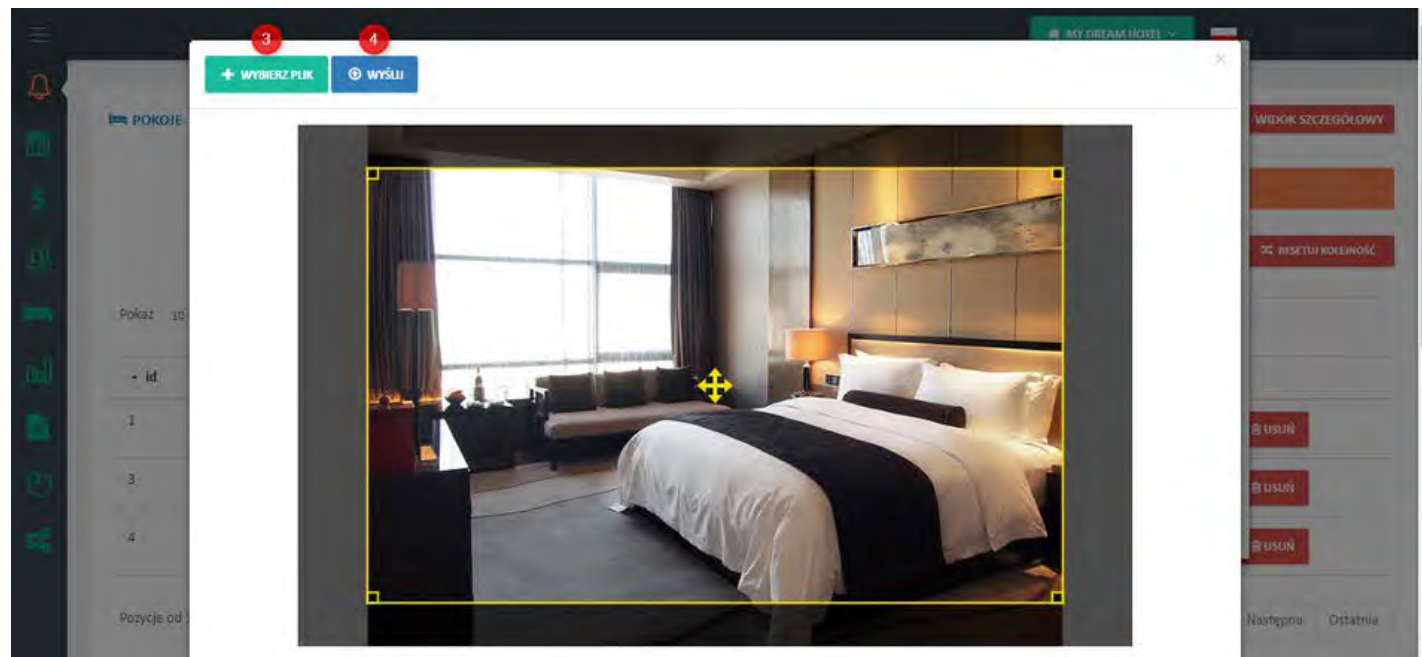 3 4
MY DREAM HOTEL
+ WYBIERZ PLIK WYŚLIJ ×
POKOJE
WIDOK SZCZEGÓŁOWY
RESETUJ KOLEJNOŚĆ
Pokaż 10
id
1 USUŃ
3 USUŃ
4 USUŃ
Pozycje od Następna Ostatnia